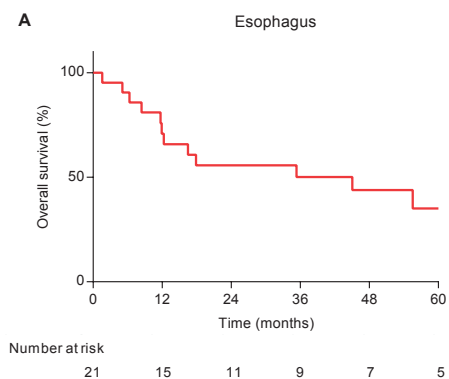 A
Esophagus
Overall survival (%)
100
50
0
0 12 24 36 48 60
Time (months)
Number at risk
21 15 11 9 7 5